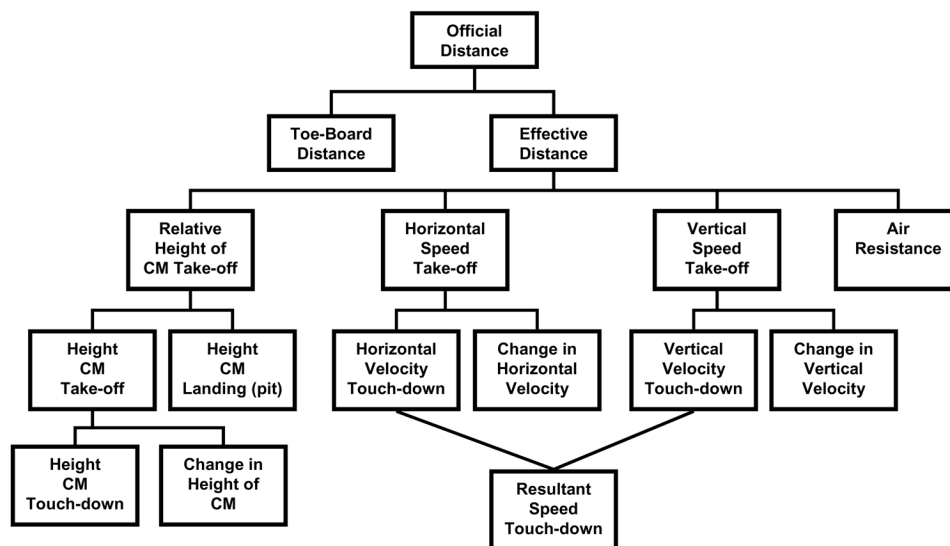 Official
Distance
Toe-Board
Distance
Effective
Distance
Relative
Height of
CM Take-off
Horizontal
Speed
Take-off
Vertical
Speed
Take-off
Air
Resistance
Height
CM
Take-off
Height
CM
Landing (pit)
Horizontal
Velocity
Touch-down
Change in
Horizontal
Velocity
Vertical
Velocity
Touch-down
Change in
Vertical
Velocity
Height
CM
Touch-down
Change in
Height of
CM
Resultant
Speed
Touch-down